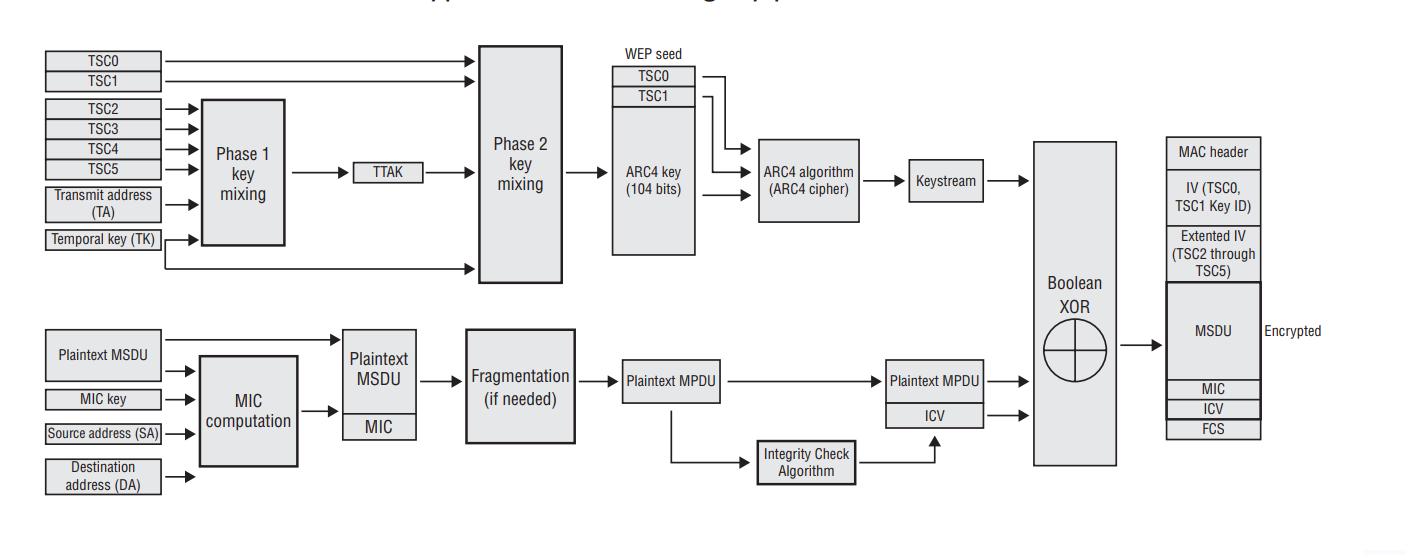 TSC0
TSC1
TSC2
TSC3
TSC4
TSC5
Transmit address
(TA)
Temporal key (TK)
Phase 1
key
mixing
TTAK
Phase 2
key
mixing
WEP seed
TSC0
TSC1
ARC4 key
(104 bits)
ARC4 algorithm
(ARC4 cipher)
Keystream
Plaintext MSDU
MIC key
Source address (SA)
Destination
address (DA)
MIC
computation
Plaintext
MSDU
MIC
Fragmentation
(if needed)
Plaintext MPDU
Integrity Check
Algorithm
Plaintext MPDU
ICV
Boolean
XOR
MAC header
IV (TSC0,
TSC1 Key ID)
Extented IV
(TSC2 through
TSC5)
MSDU
Encrypted
MIC
ICV
FCS